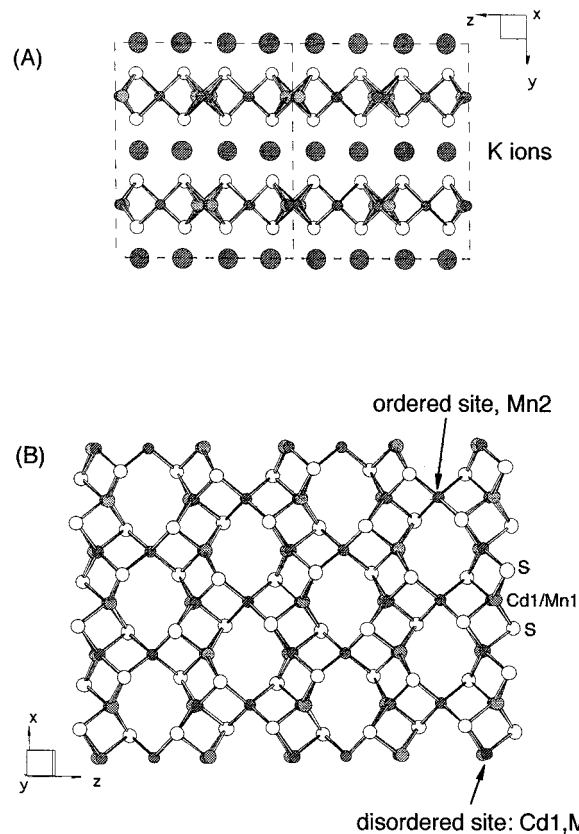 (A)
z
x
y
K ions
ordered site, Mn2
(B)
S
Cd1/Mn1
S
x
y
z
disordered site: Cd1,M